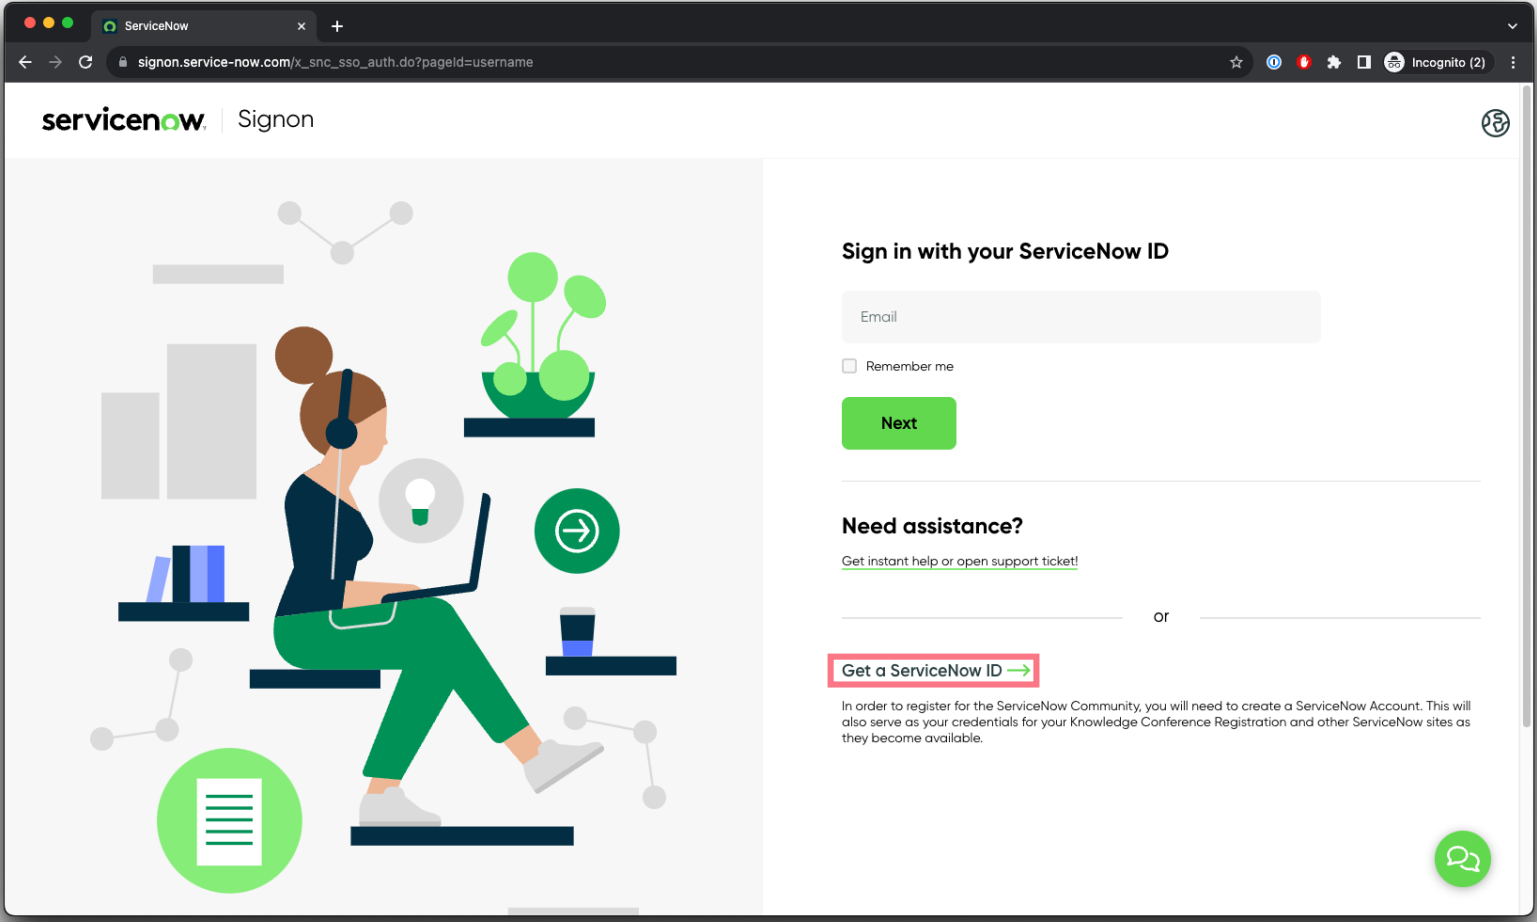 ServiceNow
signon.service-now.com/x_snc_sso_auth.do?pageId=username
Incognito (2)
servicenow
Signon
Sign in with your ServiceNow ID
Email
Remember me
Next
Need assistance?
Get instant help or open support ticket!
or
Get a ServiceNow ID
In order to register for the ServiceNow Community, you will need to create a ServiceNow Account. This will
also serve as your credentials for your Knowledge Conference Registration and other ServiceNow sites as
they become available.